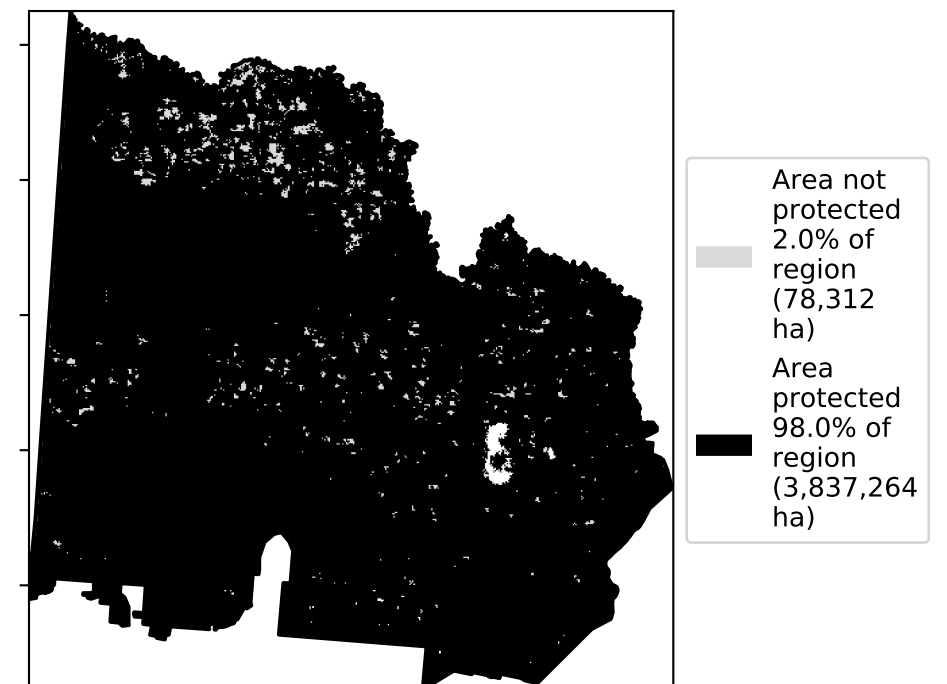 Area not
protected
2.0% of
region
(78,312
ha)
Area
protected
98.0% of
region
(3,837,264
ha)